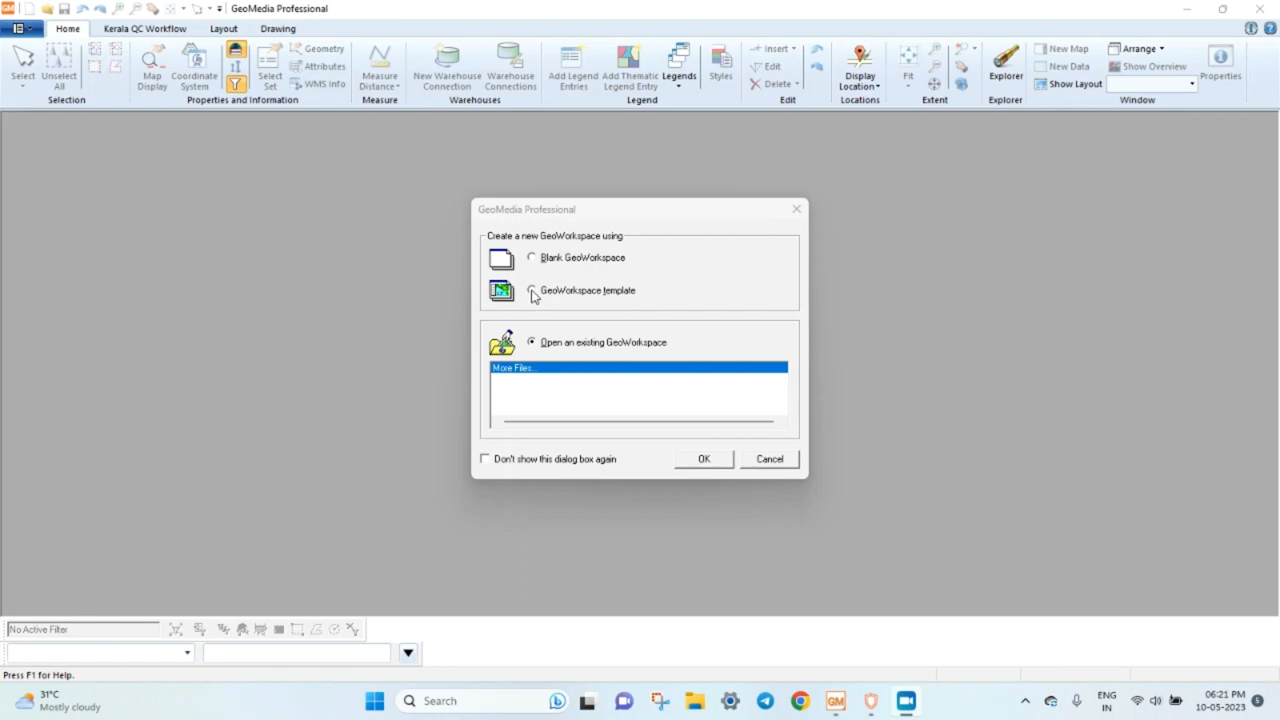 GM GeoMedia Professional
Home Kerala QC Workflow Layout Drawing
Select Unselect All Map Display Coordinate System Select Set Geometry Attributes WMS Info Measure Distance New Warehouse Connection Warehouse Connections Add Legend Entries Add Thematic Legend Entry Legends Styles Insert Edit Delete Display Location Fit Explorer New Map New Data Show Layout Arrange Show Overview Properties
Selection Properties and Information Measure Warehouses Legend Edit Locations Extent Explorer Window
GeoMedia Professional
Create a new GeoWorkspace using
Blank GeoWorkspace
GeoWorkspace template
Open an existing GeoWorkspace
More Files...
Don't show this dialog box again OK Cancel
No Active Filter
Press F1 for Help.
31°C
Mostly cloudy
Search
GM
ENG
IN
06:21 PM
10-05-2023
5